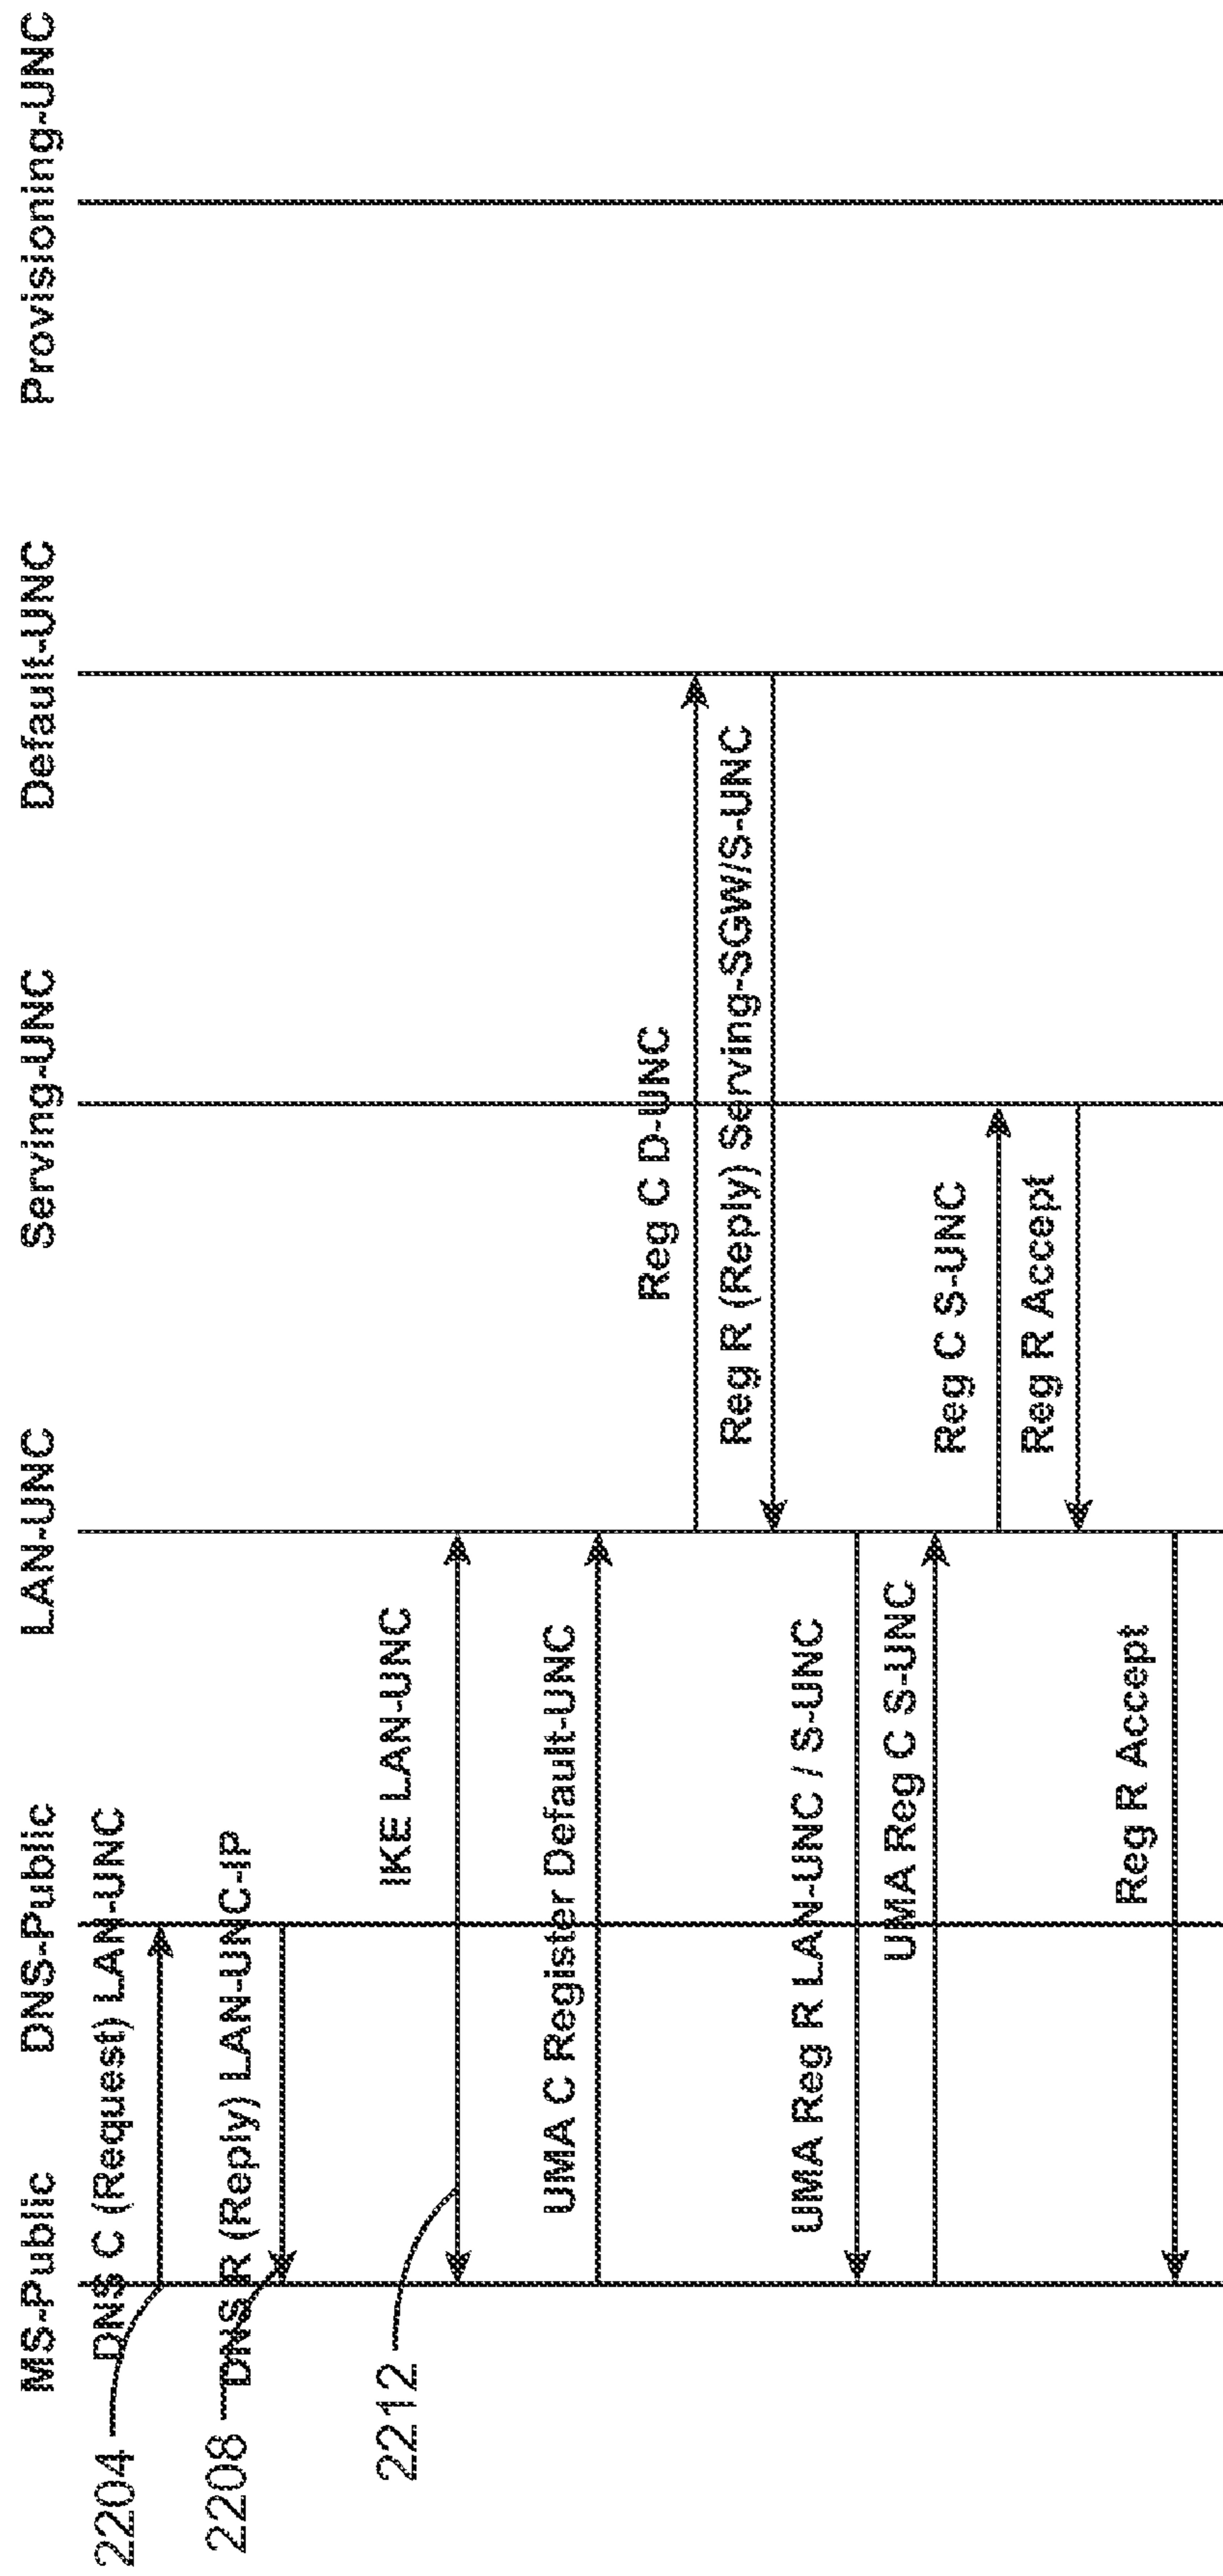 MS-Public
DNS-Public
LAN-UNC
Serving-UNC
Default-UNC
Provisioning-UNC
2204
DNS C (Request) LAN-UNC
2208
DNS R (Reply) LAN-UNC-IP
2212
IKE LAN-UNC
UMA C Register Default-UNC
Reg C D-UNC
Reg R (Reply) Serving-SGW/S-UNC
UMA Reg R LAN-UNC / S-UNC
UMA Reg C S-UNC
Reg C S-UNC
Reg R Accept
Reg R Accept